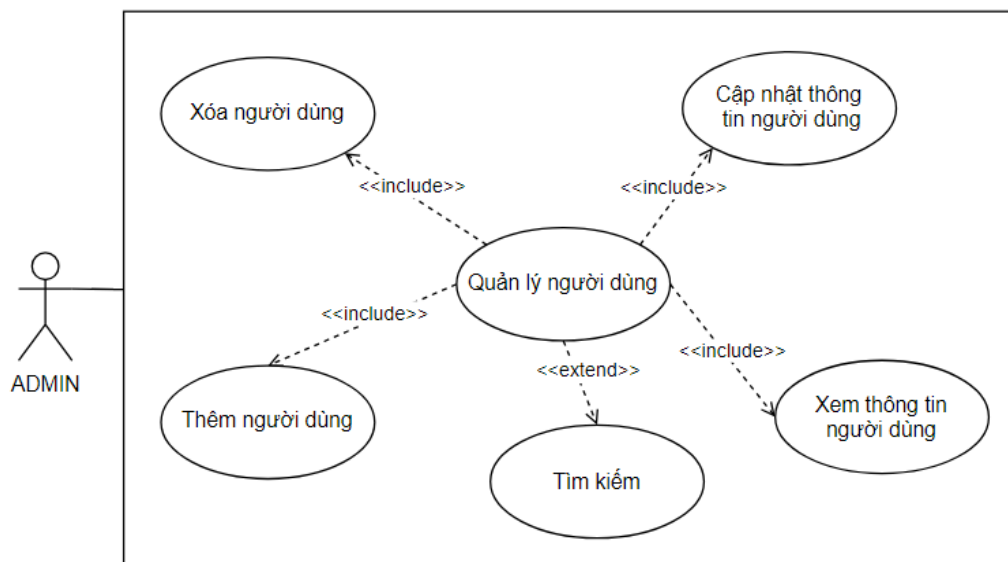 Xóa người dùng
Cập nhật thông
tin người dùng
<<include>>
<<include>>
Quản lý người dùng
<<include>>
<<include>>
<<extend>>
ADMIN
Thêm người dùng
Xem thông tin
người dùng
Tìm kiếm